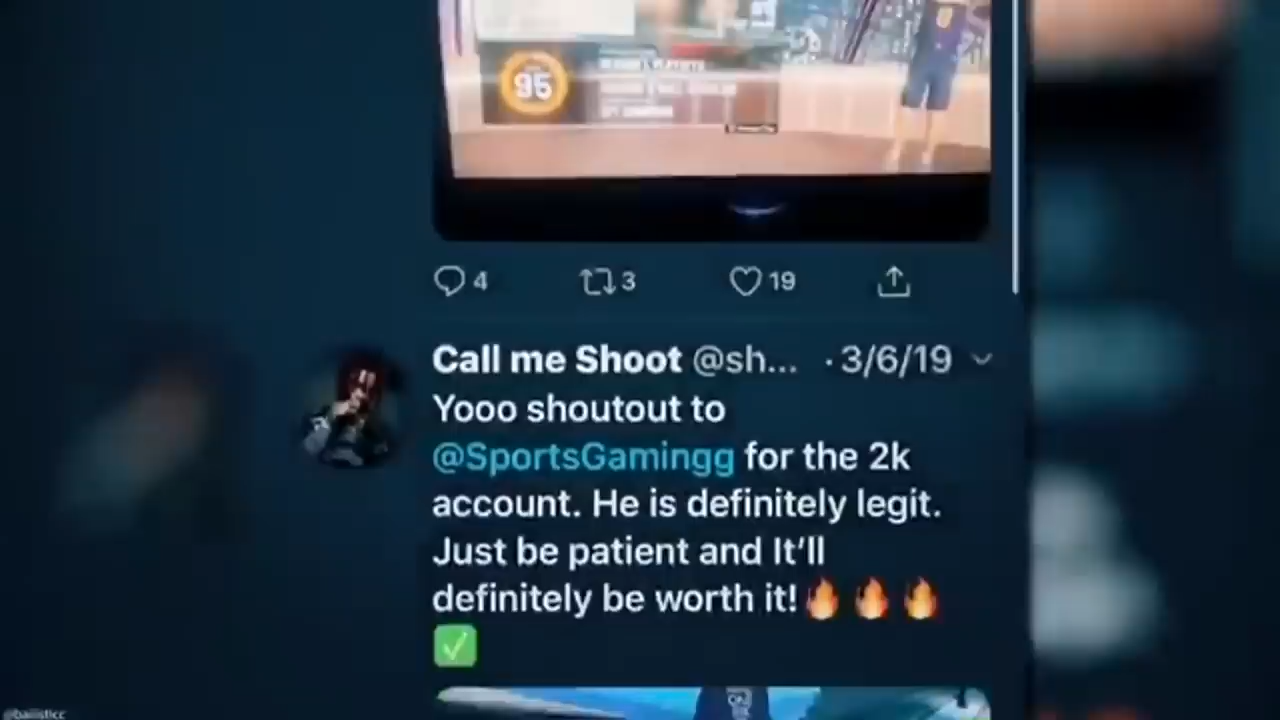 95
4 3 19
Call me Shoot @sh... · 3/6/19
Yooo shoutout to
@SportsGamingg for the 2k
account. He is definitely legit.
Just be patient and It'll
definitely be worth it!🔥🔥🔥
✅
@ballisticc